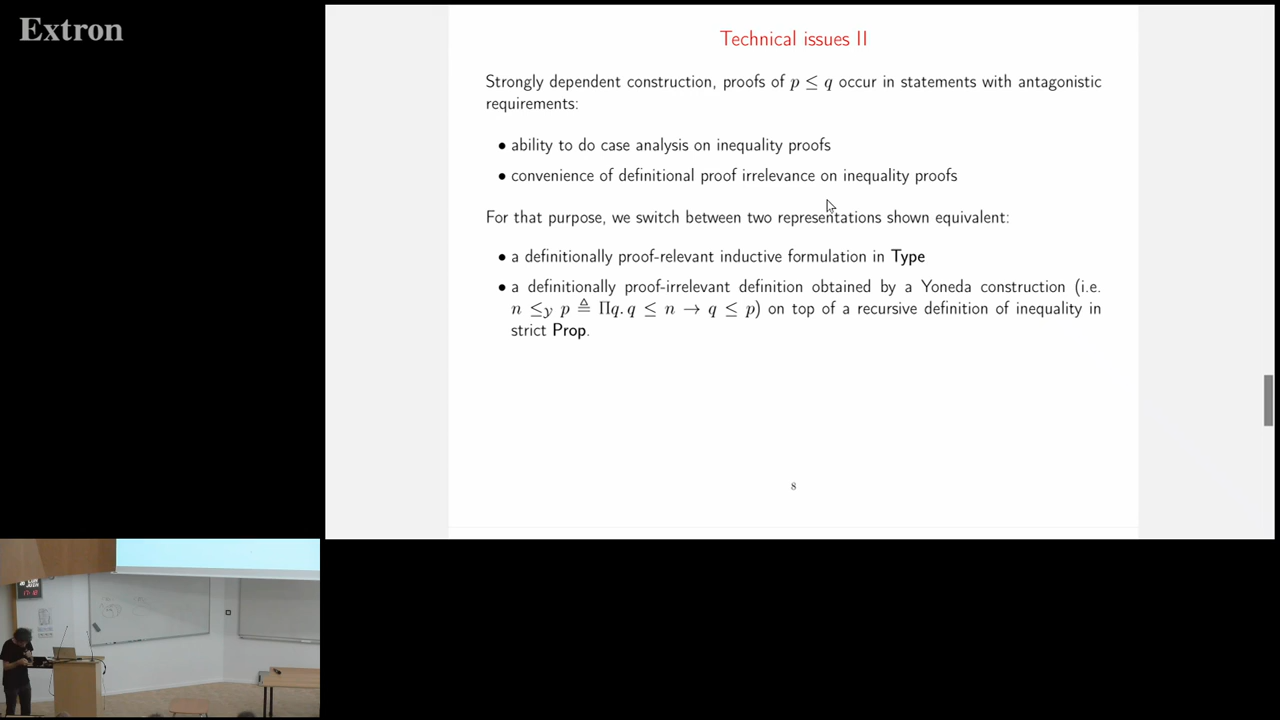 Extron
Technical issues II
Strongly dependent construction, proofs of p ≤ q occur in statements with antagonistic
requirements:
• ability to do case analysis on inequality proofs
• convenience of definitional proof irrelevance on inequality proofs
For that purpose, we switch between two representations shown equivalent:
• a definitionally proof-relevant inductive formulation in Type
• a definitionally proof-irrelevant definition obtained by a Yoneda construction (i.e.
n ≤𝒴 p ≜ Πq. q ≤ n → q ≤ p) on top of a recursive definition of inequality in
strict Prop.
8